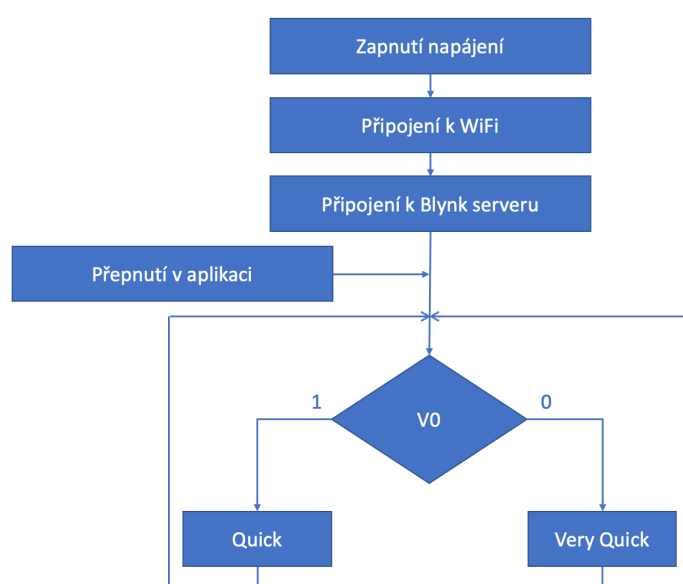 Zapnutí napájení
Připojení k WiFi
Připojení k Blynk serveru
Přepnutí v aplikaci
1
0
V0
Quick
Very Quick